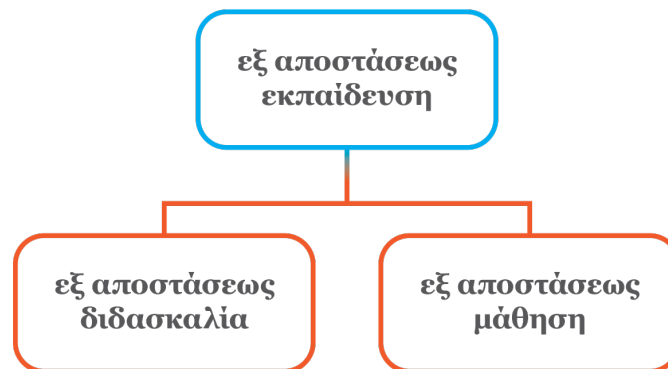 εξ αποστάσεως
εκπαίδευση
εξ αποστάσεως
διδασκαλία
εξ αποστάσεως
μάθηση